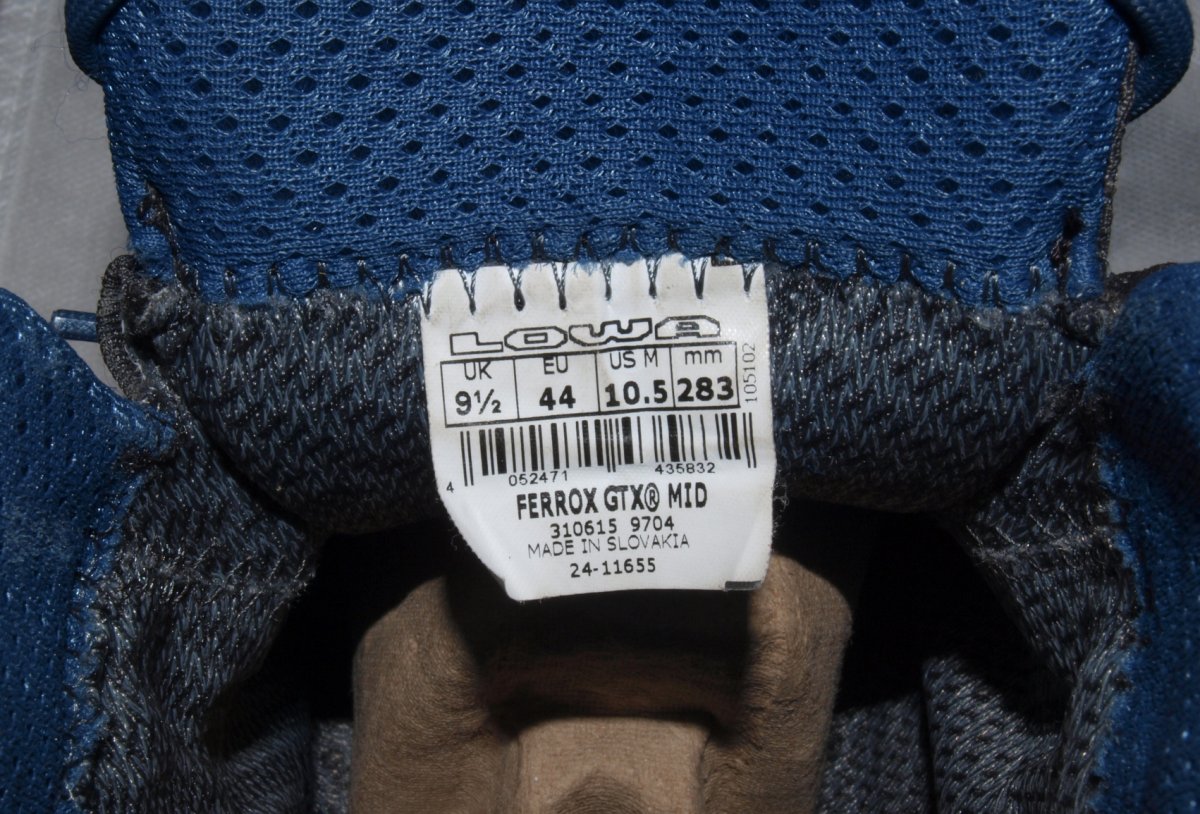 LOWA
UK EU US M mm
9½ 44 10.5 283
105102
4 052471 435832
FERROX GTX® MID
310615 9704
MADE IN SLOVAKIA
24-11655